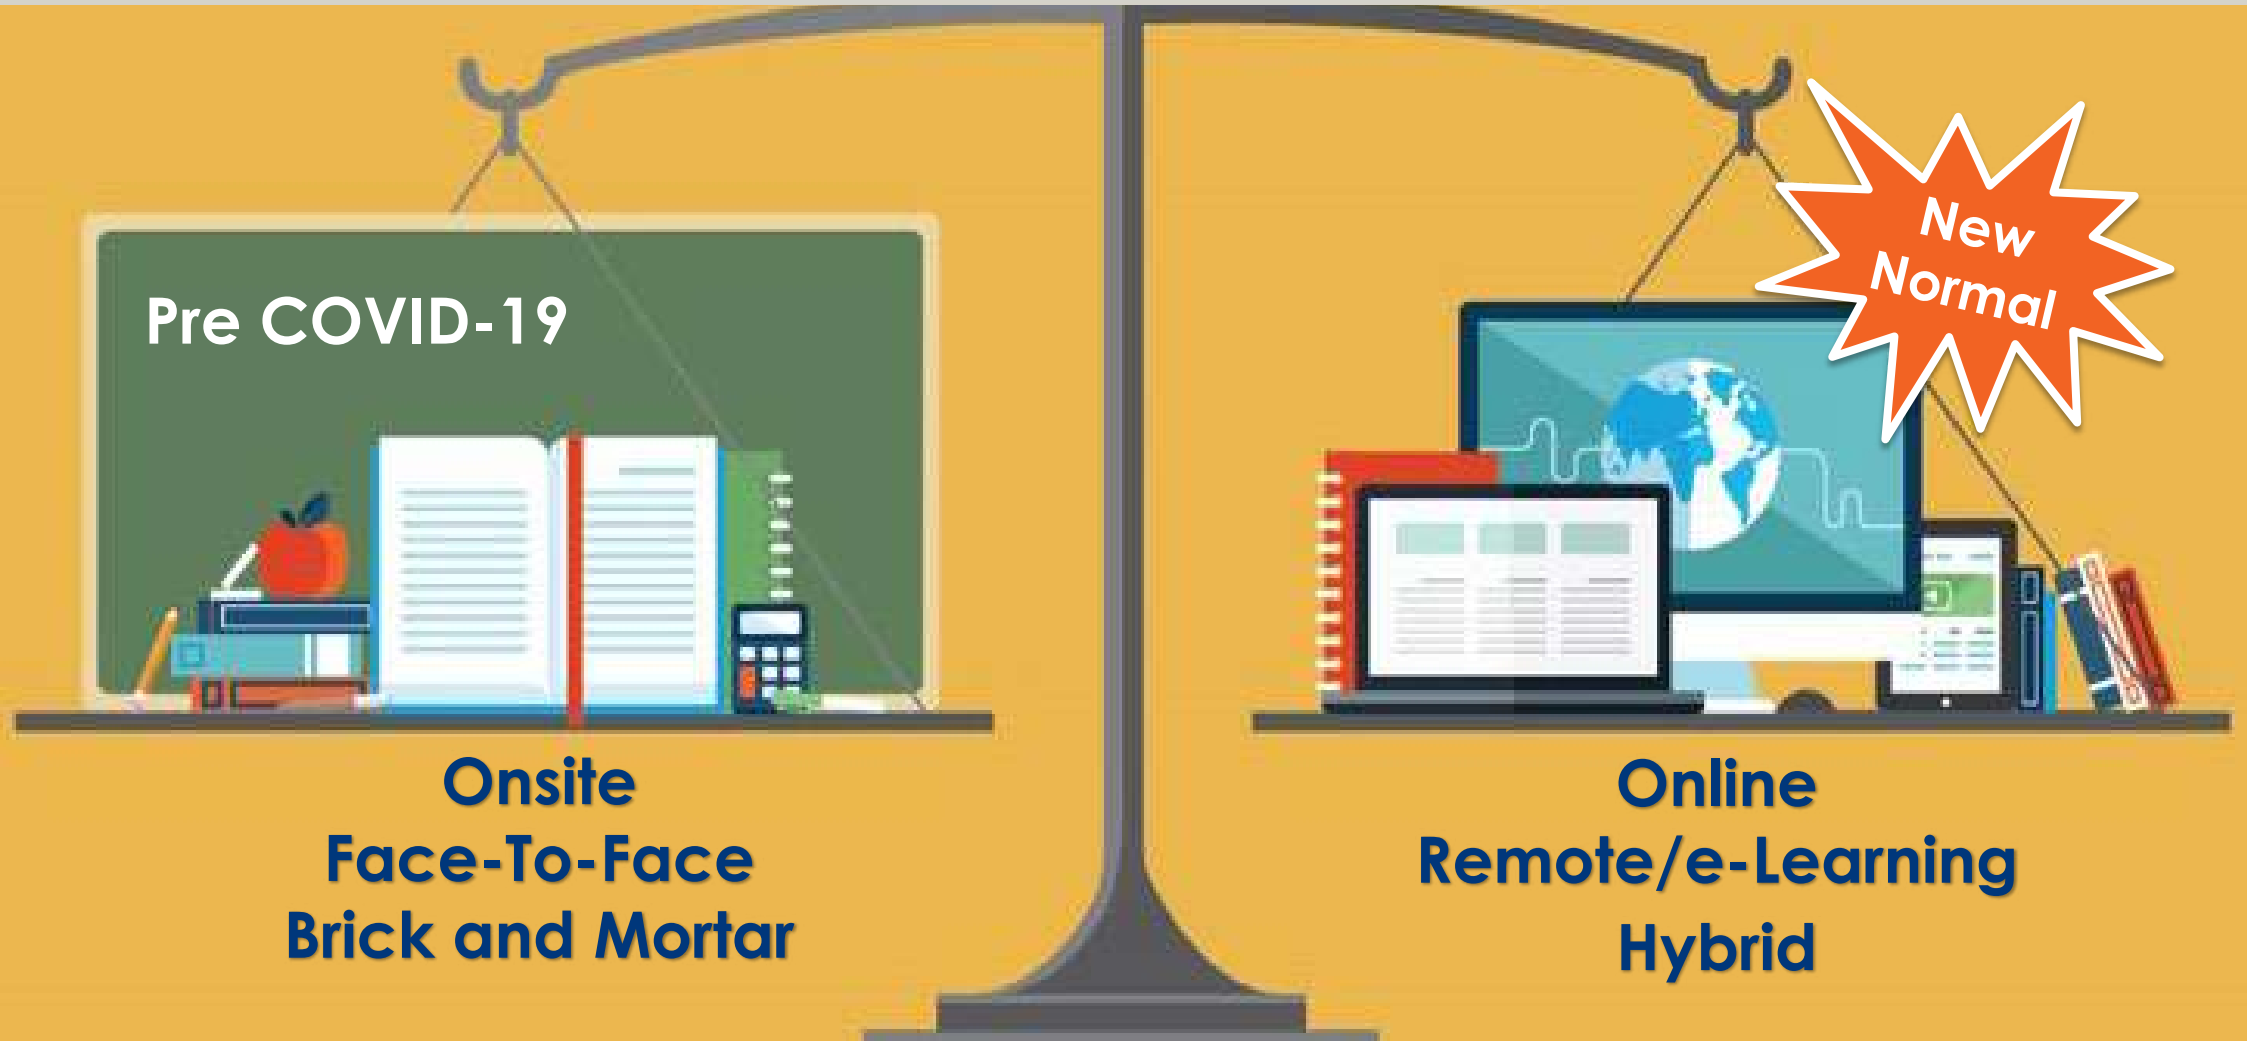 Pre COVID-19
New
Normal
Onsite
Face-To-Face
Brick and Mortar
Online
Remote/e-Learning
Hybrid